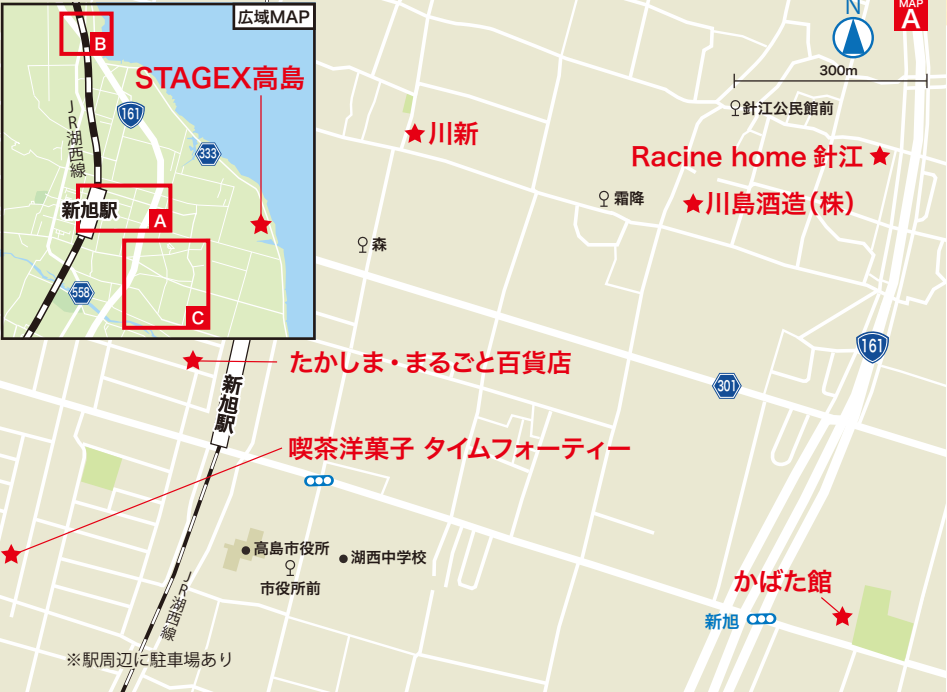 広域MAP
B
STAGEX高島
161
JR湖西線
333
新旭駅
A
558
C
N
MAP
A
300m
針江公民館前
川新
Racine home 針江
霜降
川島酒造(株)
森
161
たかしま・まるごと百貨店
301
新旭駅
喫茶洋菓子 タイムフォーティー
高島市役所
湖西中学校
市役所前
かばた館
新旭
JR湖西線
※駅周辺に駐車場あり